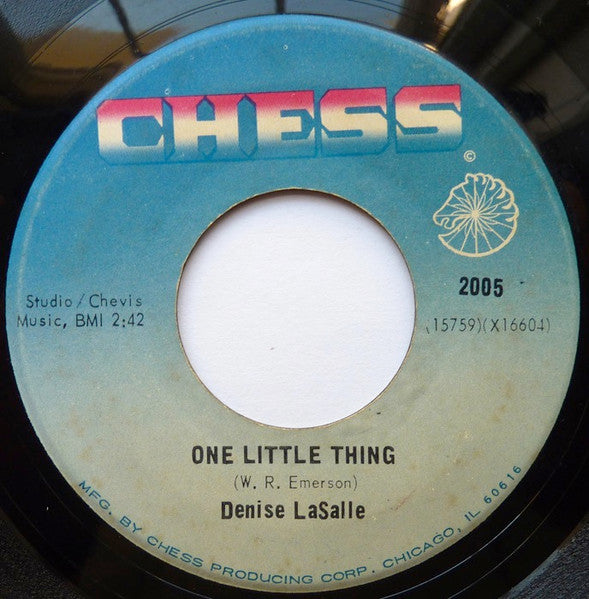 CHESS
©
2005
Studio/Chevis
Music, BMI 2:42
(15759)(X16604)
ONE LITTLE THING
(W. R. Emerson)
Denise LaSalle
MFG. BY CHESS PRODUCING CORP. CHICAGO, IL 60616